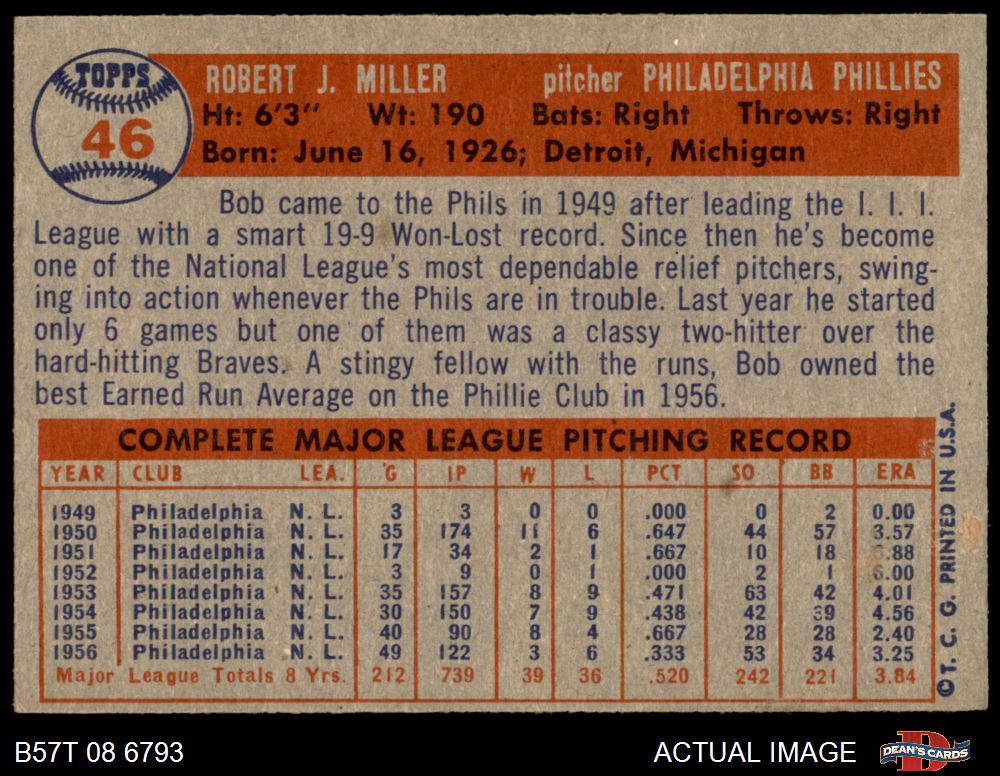 TOPPS
46
ROBERT J. MILLER pitcher PHILADELPHIA PHILLIES
Ht: 6'3" Wt: 190 Bats: Right Throws: Right
Born: June 16, 1926; Detroit, Michigan
Bob came to the Phils in 1949 after leading the I. I. I.
League with a smart 19-9 Won-Lost record. Since then he's become
one of the National League's most dependable relief pitchers, swing-
ing into action whenever the Phils are in trouble. Last year he started
only 6 games but one of them was a classy two-hitter over the
hard-hitting Braves. A stingy fellow with the runs, Bob owned the
best Earned Run Average on the Phillie Club in 1956.
COMPLETE MAJOR LEAGUE PITCHING RECORD
YEAR CLUB LEA. G IP W L PCT SO BB ERA
1949 Philadelphia N. L. 3 3 0 0 .000 0 2 0.00
1950 Philadelphia N. L. 35 174 11 6 .647 44 57 3.57
1951 Philadelphia N. L. 17 34 2 1 .667 10 18 .88
1952 Philadelphia N. L. 3 9 0 1 .000 2 1 6.00
1953 Philadelphia N. L. 35 157 8 9 .471 63 42 4.01
1954 Philadelphia N. L. 30 150 7 9 .438 42 39 4.56
1955 Philadelphia N. L. 40 90 8 4 .667 28 28 2.40
1956 Philadelphia N. L. 49 122 3 6 .333 53 34 3.25
Major League Totals 8 Yrs. 212 739 39 36 .520 242 221 3.84
© T. C. G. PRINTED IN U.S.A.
B57T 08 6793 ACTUAL IMAGE DEAN'S CARDS